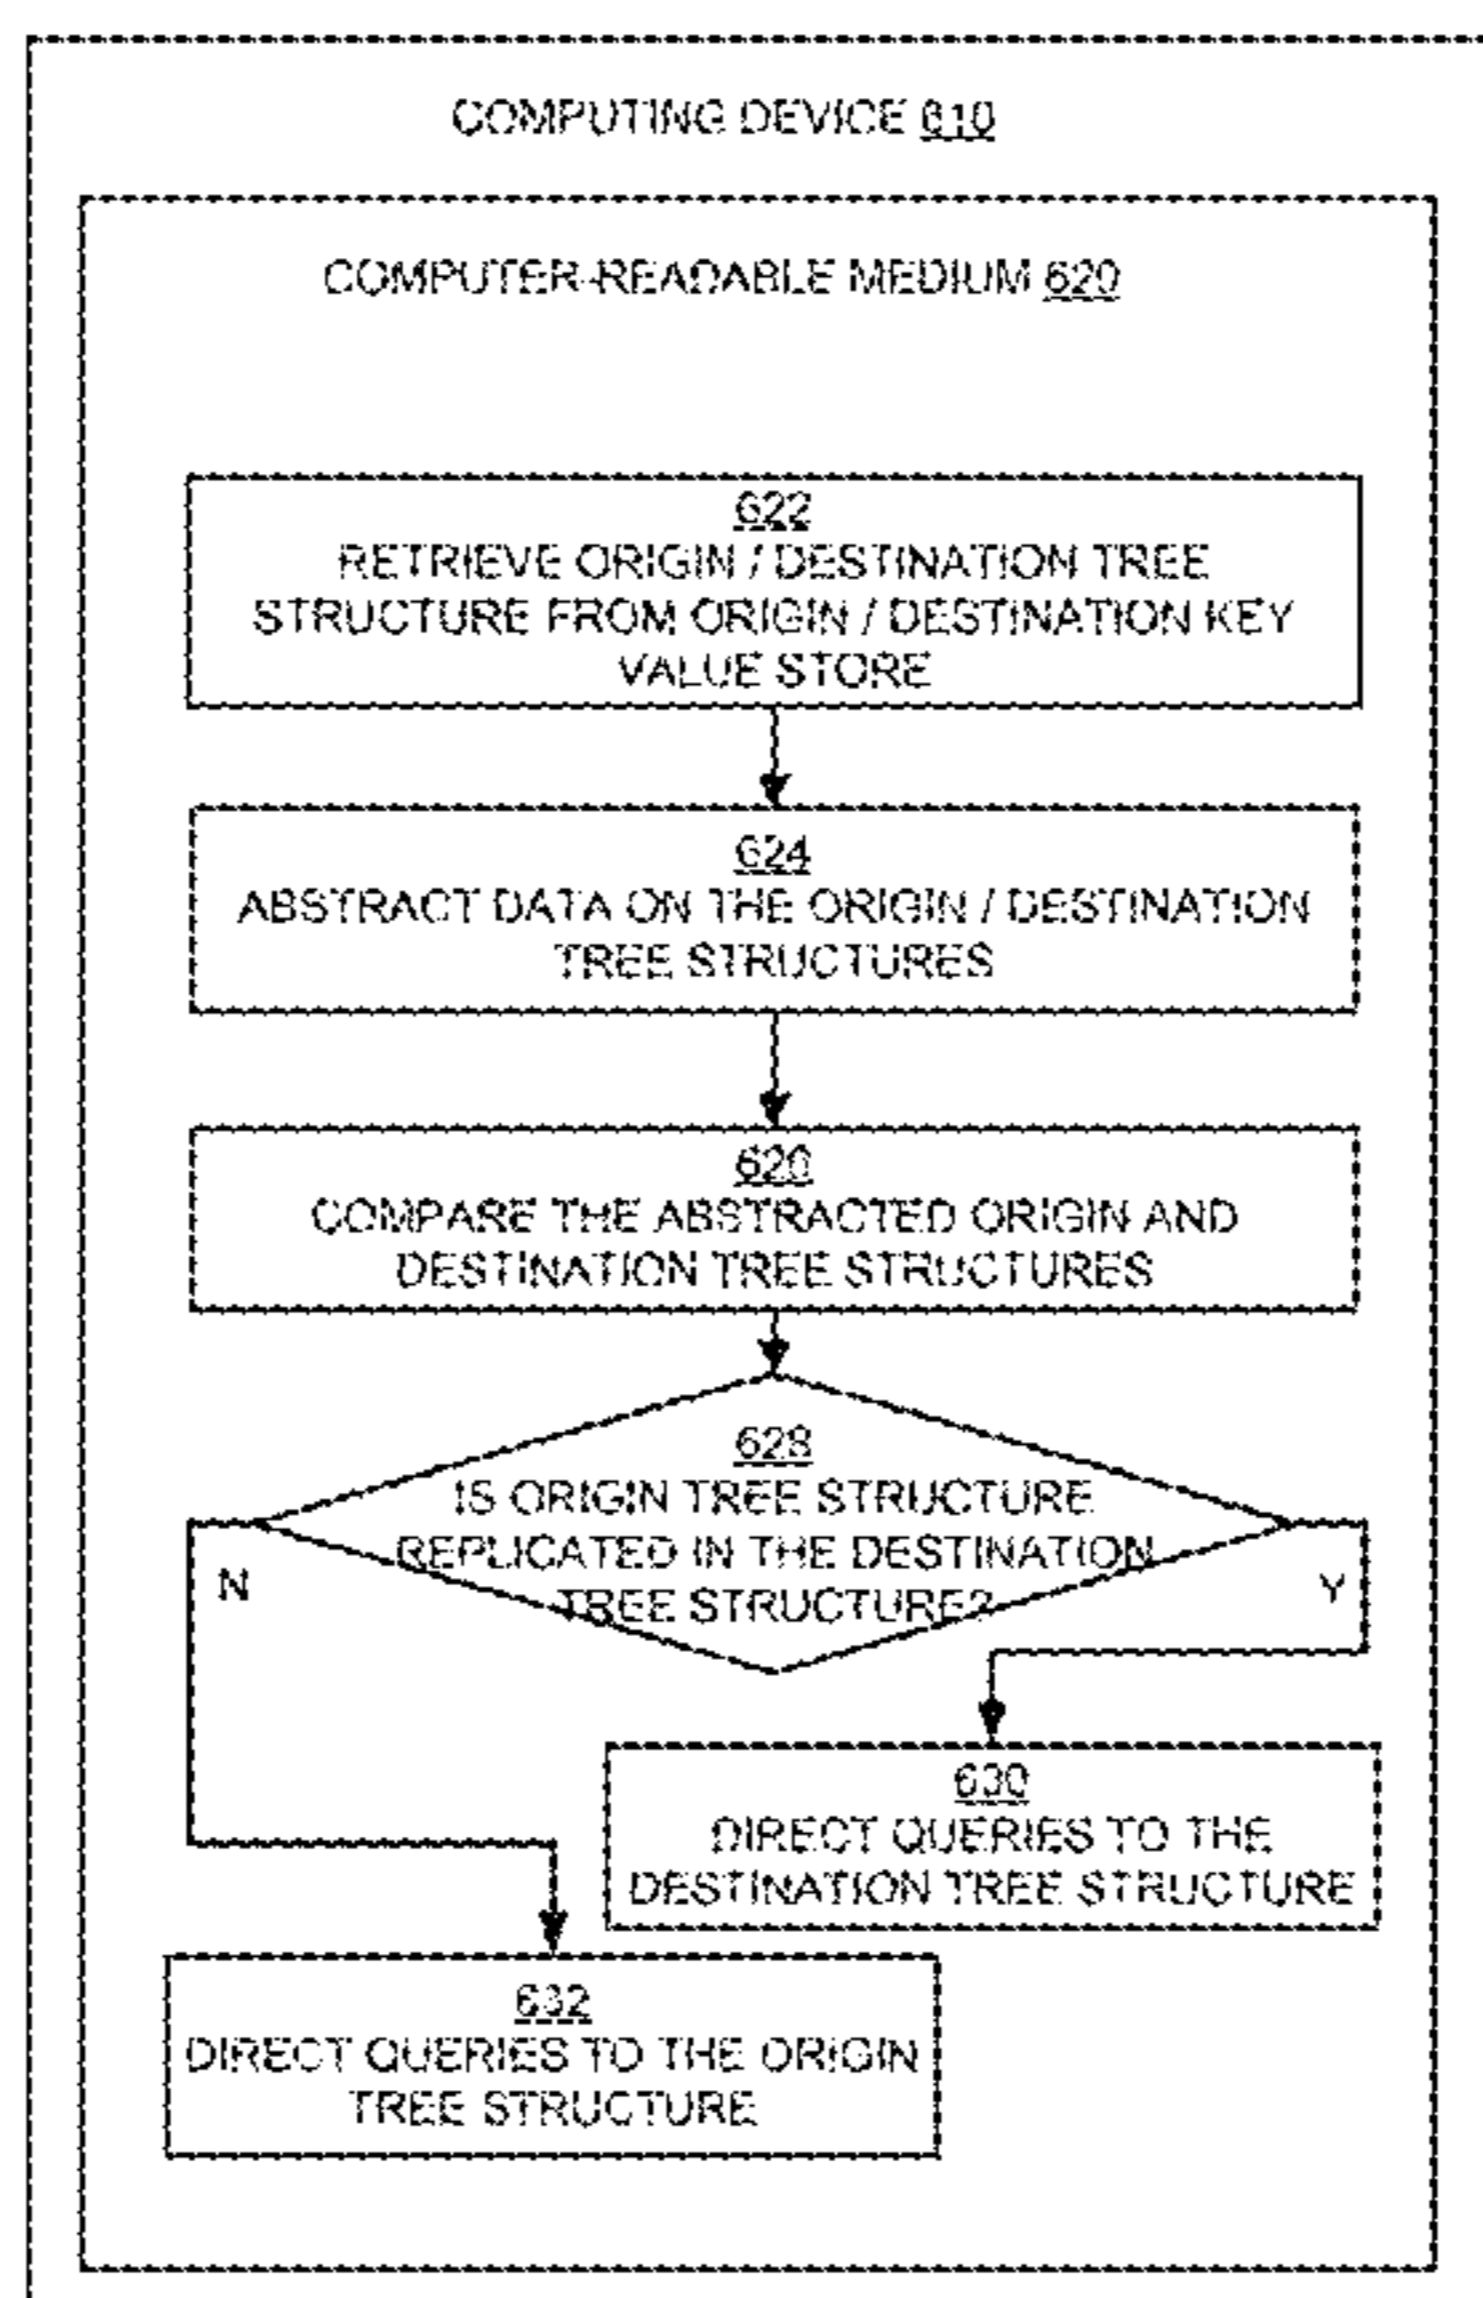 COMPUTING DEVICE 610
COMPUTER-READABLE MEDIUM 620
622
RETRIEVE ORIGIN / DESTINATION TREE
STRUCTURE FROM ORIGIN / DESTINATION KEY
VALUE STORE
624
ABSTRACT DATA ON THE ORIGIN / DESTINATION
TREE STRUCTURES
626
COMPARE THE ABSTRACTED ORIGIN AND
DESTINATION TREE STRUCTURES
628
IS ORIGIN TREE STRUCTURE
REPLICATED IN THE DESTINATION
TREE STRUCTURE?
N
Y
630
DIRECT QUERIES TO THE
DESTINATION TREE STRUCTURE
632
DIRECT QUERIES TO THE ORIGIN
TREE STRUCTURE